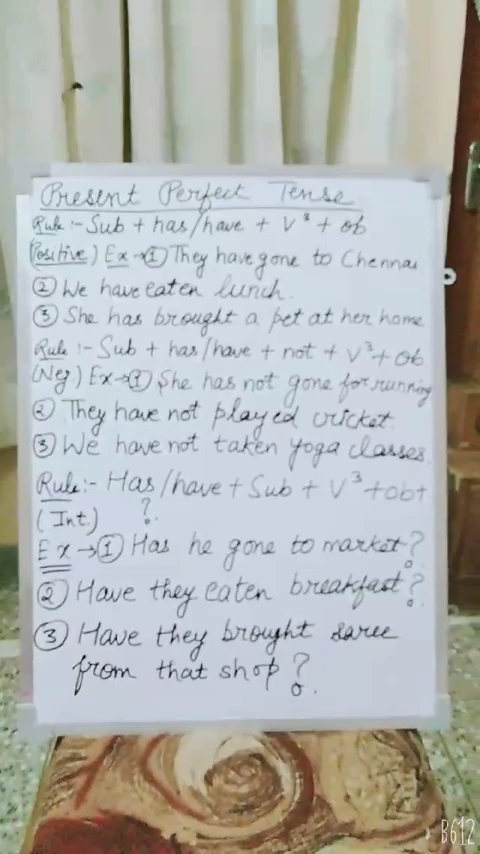 Present Perfect Tense
Rule :- Sub + has/have + V³ + ob
(Positive) Ex → ① They have gone to Chennai
② We have eaten lunch.
③ She has brought a pet at her home
Rule :- Sub + has/have + not + V³ + Ob
(Neg) Ex → ① She has not gone for running
② They have not played cricket.
③ We have not taken yoga classes.
Rule :- Has/have + Sub + V³ + obt
(Int.) ?
Ex → ① Has he gone to market?
② Have they eaten breakfast?
③ Have they brought saree
from that shop?
B612